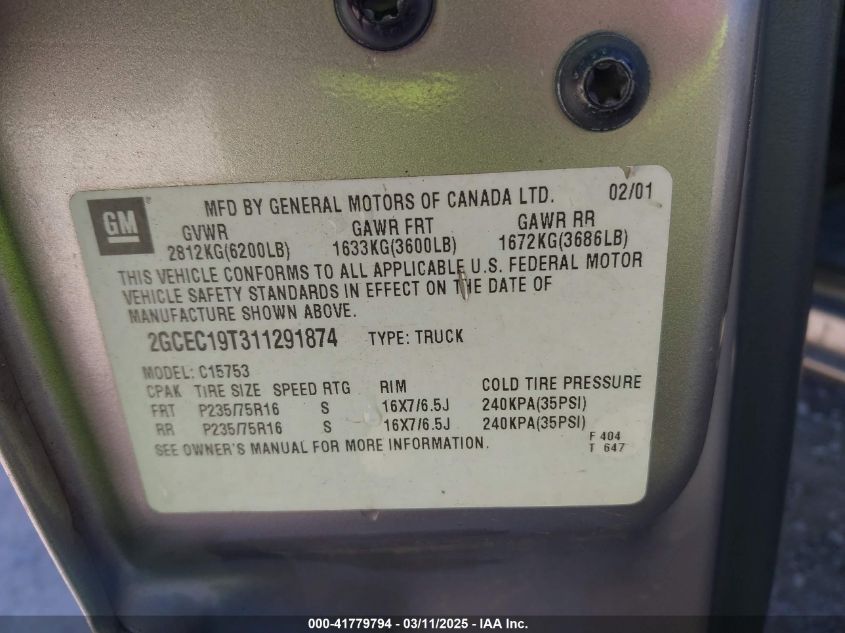 GM ®
MFD BY GENERAL MOTORS OF CANADA LTD. 02/01
GVWR GAWR FRT GAWR RR
2812KG(6200LB) 1633KG(3600LB) 1672KG(3686LB)
THIS VEHICLE CONFORMS TO ALL APPLICABLE U.S. FEDERAL MOTOR
VEHICLE SAFETY STANDARDS IN EFFECT ON THE DATE OF
MANUFACTURE SHOWN ABOVE.
2GCEC19T311291874 TYPE: TRUCK
MODEL: C15753
CPAK TIRE SIZE SPEED RTG RIM COLD TIRE PRESSURE
FRT P235/75R16 S 16X7/6.5J 240KPA(35PSI)
RR P235/75R16 S 16X7/6.5J 240KPA(35PSI)
SEE OWNER'S MANUAL FOR MORE INFORMATION.
F 404
T 647
000-41779794 - 03/11/2025 - IAA Inc.